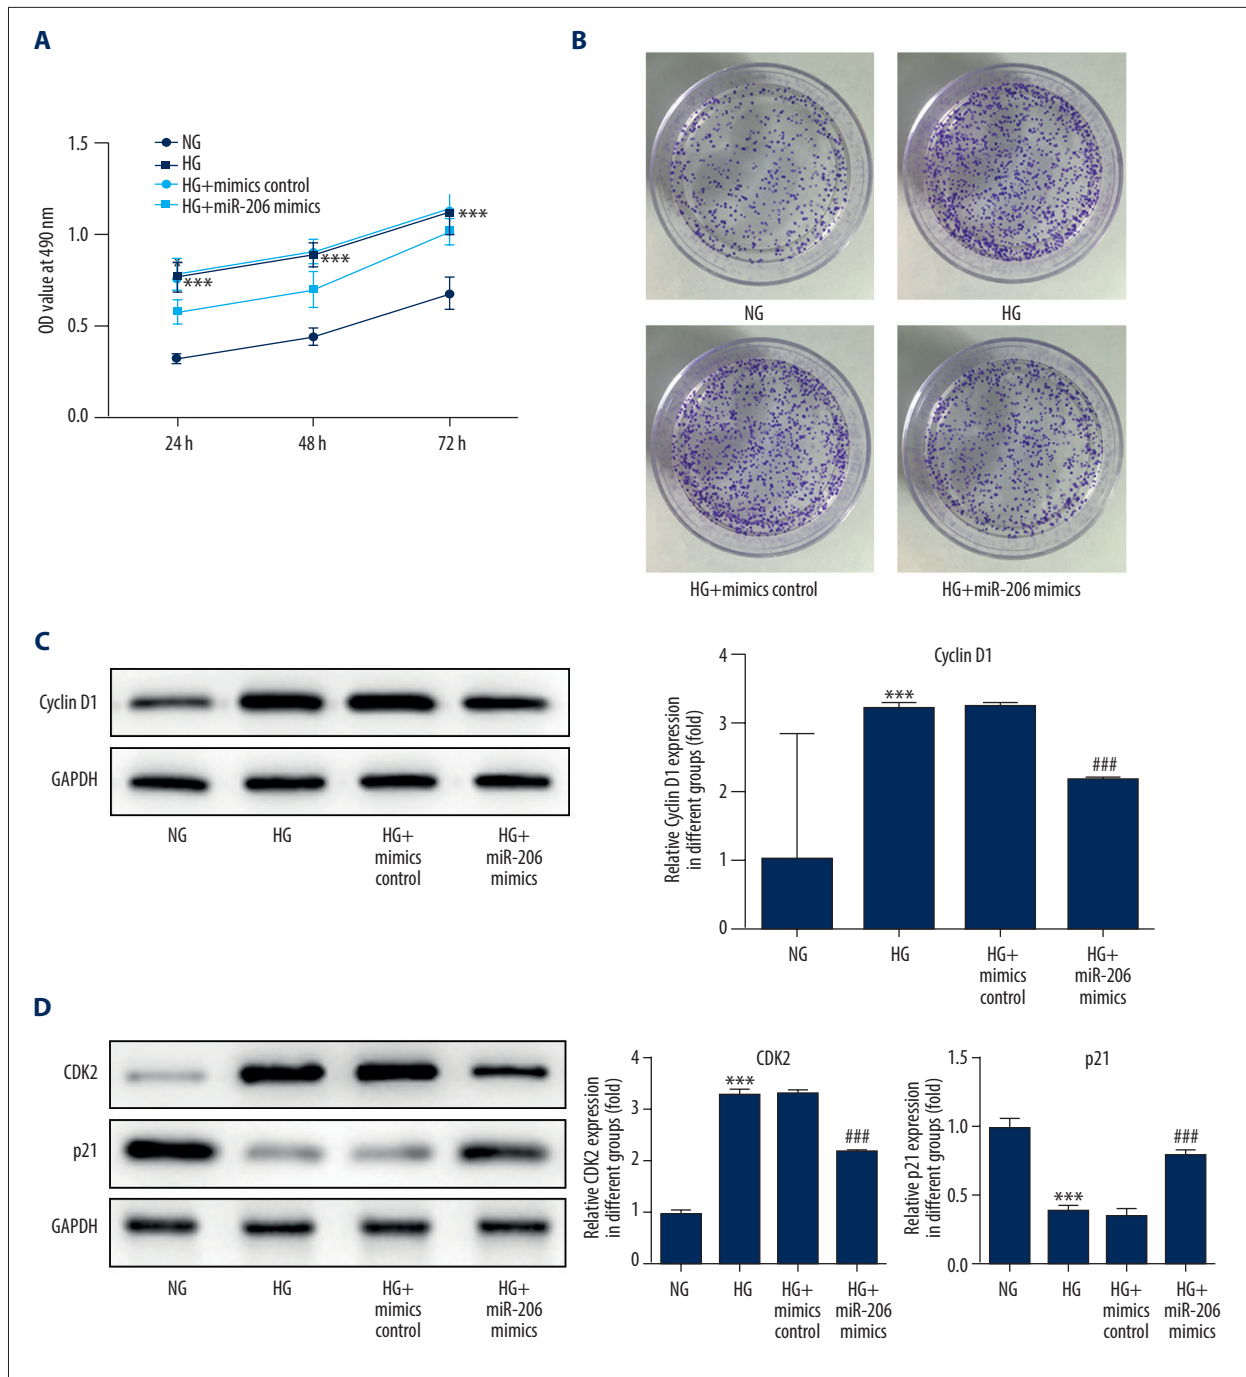 A
1.5
1.0
0.5
0.0
OD value at 490 nm
NG
HG
HG+mimics control
HG+miR-206 mimics
*
***
***
***
24 h
48 h
72 h
B
NG
HG
HG+mimics control
HG+miR-206 mimics
C
Cyclin D1
GAPDH
NG
HG
HG+
mimics
control
HG+
miR-206
mimics
Cyclin D1
Relative Cyclin D1 expression
in different groups (fold)
4
3
2
1
0
***
###
NG
HG
HG+
mimics
control
HG+
miR-206
mimics
D
CDK2
p21
GAPDH
NG
HG
HG+
mimics
control
HG+
miR-206
mimics
CDK2
Relative CDK2 expression
in different groups (fold)
4
3
2
1
0
***
###
NG
HG
HG+
mimics
control
HG+
miR-206
mimics
p21
Relative p21 expression
in different groups (fold)
1.5
1.0
0.5
0.0
***
###
NG
HG
HG+
mimics
control
HG+
miR-206
mimics